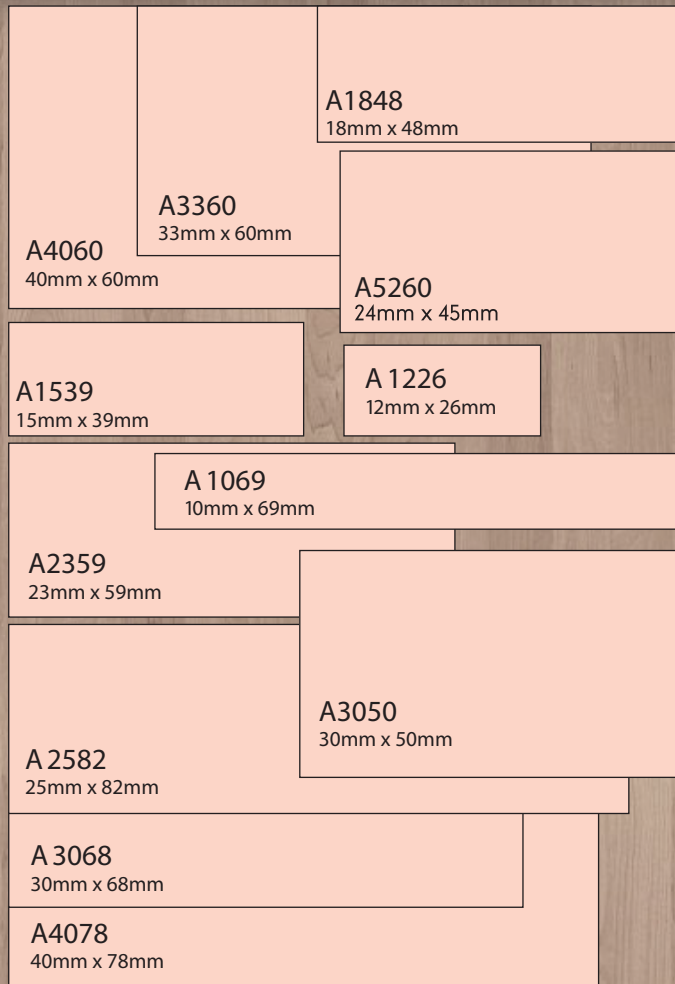 A1848
18mm x 48mm
A3360
33mm x 60mm
A4060
40mm x 60mm
A5260
24mm x 45mm
A1539
15mm x 39mm
A 1226
12mm x 26mm
A 1069
10mm x 69mm
A2359
23mm x 59mm
A3050
30mm x 50mm
A 2582
25mm x 82mm
A 3068
30mm x 68mm
A4078
40mm x 78mm